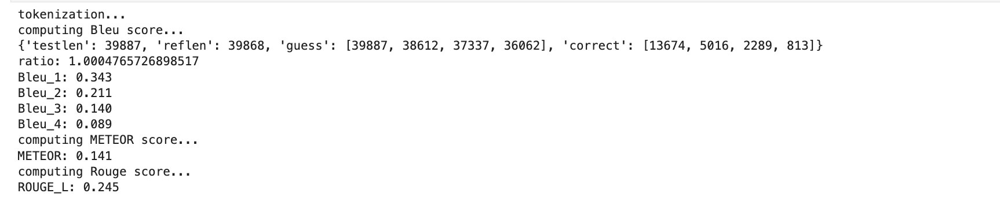 tokenization...
computing Bleu score...
{'testlen': 39887, 'reflen': 39868, 'guess': [39887, 38612, 37337, 36062], 'correct': [13674, 5016, 2289, 813]}
ratio: 1.0004765726898517
Bleu_1: 0.343
Bleu_2: 0.211
Bleu_3: 0.140
Bleu_4: 0.089
computing METEOR score...
METEOR: 0.141
computing Rouge score...
ROUGE_L: 0.245